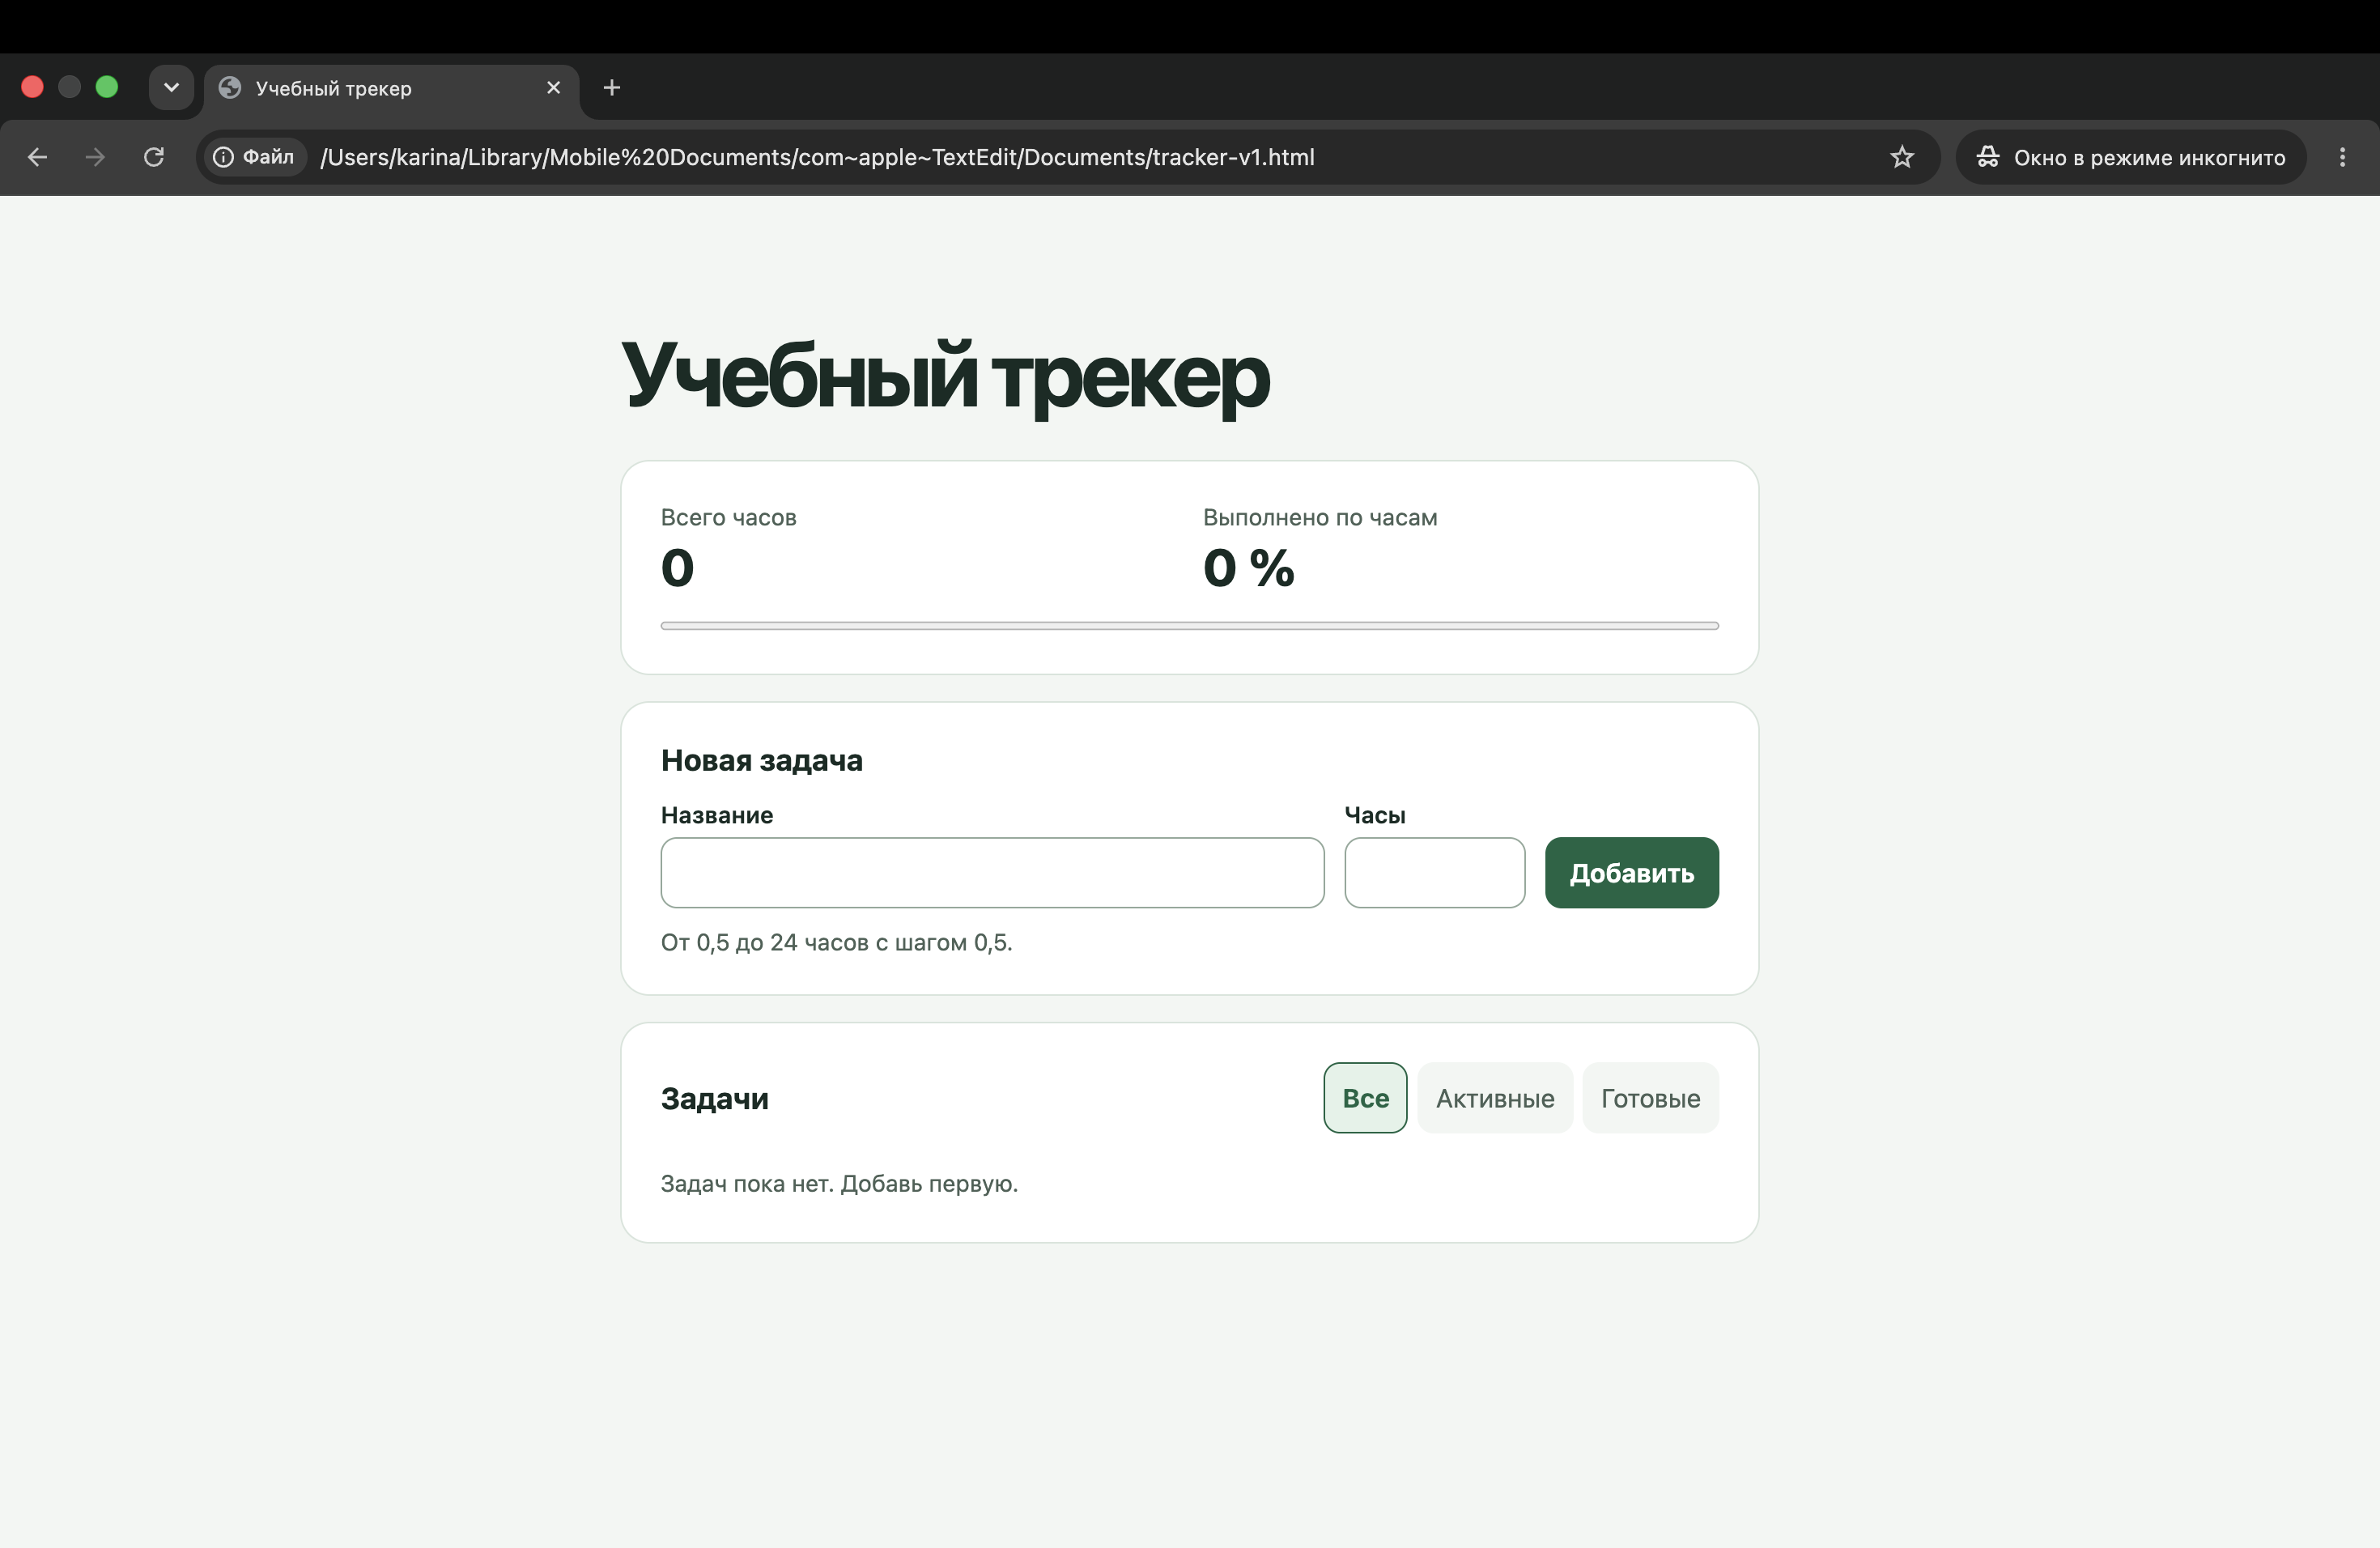 Учебный трекер
Файл /Users/karina/Library/Mobile%20Documents/com~apple~TextEdit/Documents/tracker-v1.html Окно в режиме инкогнито
Учебный трекер
Всего часов Выполнено по часам
0 0 %
Новая задача
Название Часы
Добавить
От 0,5 до 24 часов с шагом 0,5.
Задачи Все Активные Готовые
Задач пока нет. Добавь первую.